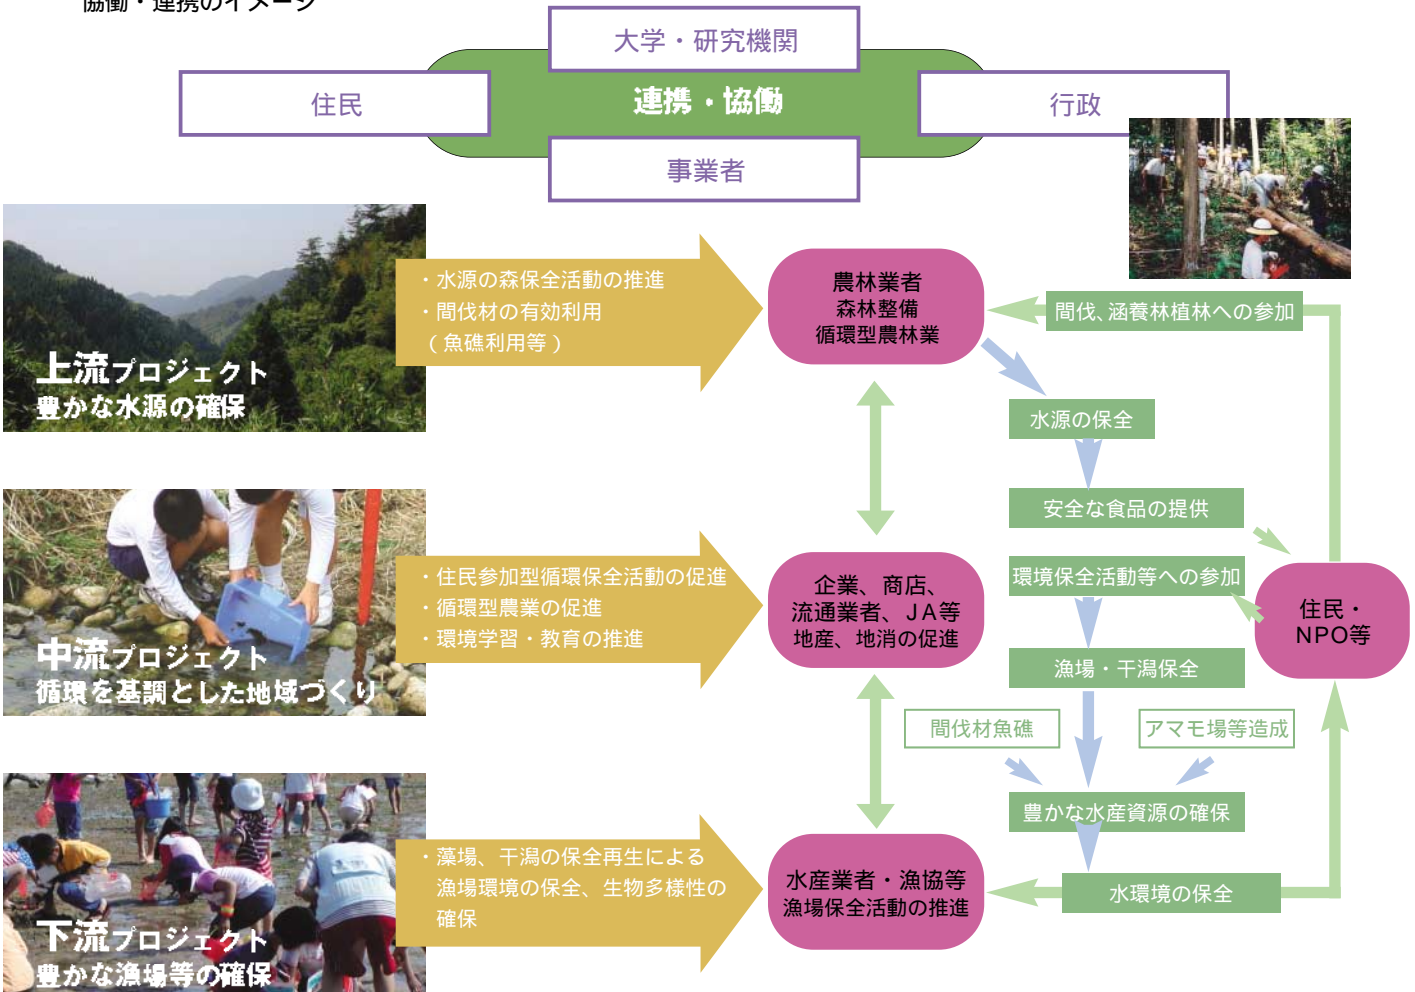 協働・連携のイメージ
大学・研究機関
住民
連携・協働
行政
事業者
上流プロジェクト
豊かな水源の確保
・水源の森保全活動の推進
・間伐材の有効利用
(魚礁利用等)
農林業者
森林整備
循環型農林業
間伐、涵養林植林への参加
水源の保全
安全な食品の提供
中流プロジェクト
循環を基調とした地域づくり
・住民参加型循環保全活動の促進
・循環型農業の促進
・環境学習・教育の推進
企業、商店、
流通業者、JA等
地産、地消の促進
環境保全活動等への参加
住民・
NPO等
漁場・干潟保全
間伐材魚礁
アマモ場等造成
豊かな水産資源の確保
下流プロジェクト
豊かな漁場等の確保
・藻場、干潟の保全再生による
漁場環境の保全、生物多様性の
確保
水産業者・漁協等
漁場保全活動の推進
水環境の保全